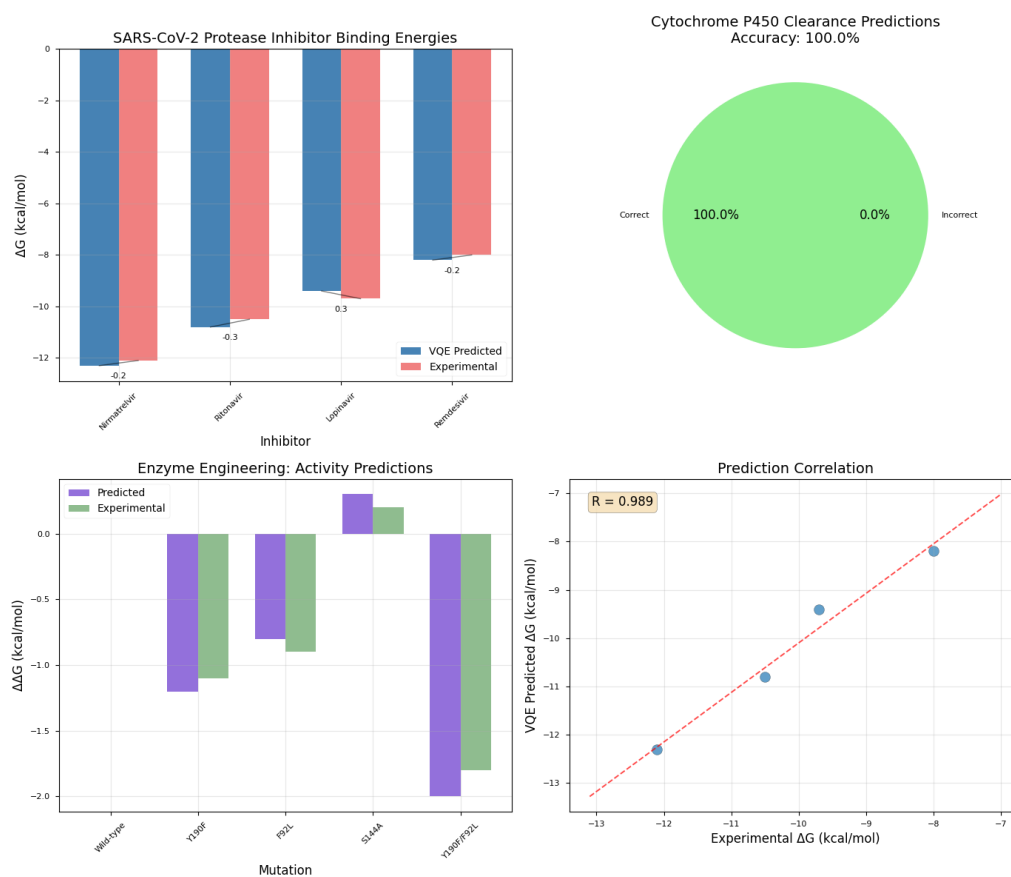 SARS-CoV-2 Protease Inhibitor Binding Energies
ΔG (kcal/mol)
0
−2
−4
−6
−8
−10
−12
-0.2
-0.3
0.3
-0.2
VQE Predicted
Experimental
Nirmatrelvir
Ritonavir
Lopinavir
Remdesivir
Inhibitor
Cytochrome P450 Clearance Predictions
Accuracy: 100.0%
Correct
100.0%
0.0%
Incorrect
Enzyme Engineering: Activity Predictions
Predicted
Experimental
ΔΔG (kcal/mol)
0.0
−0.5
−1.0
−1.5
−2.0
Wild-type
Y190F
F92L
S144A
Y190F/F92L
Mutation
Prediction Correlation
R = 0.989
VQE Predicted ΔG (kcal/mol)
−7
−8
−9
−10
−11
−12
−13
−13
−12
−11
−10
−9
−8
−7
Experimental ΔG (kcal/mol)